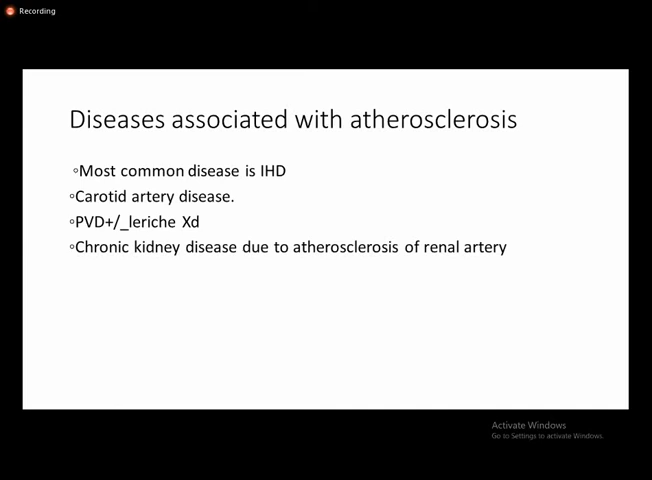 Recording
Diseases associated with atherosclerosis
◦Most common disease is IHD
◦Carotid artery disease.
◦PVD+/_leriche Xd
◦Chronic kidney disease due to atherosclerosis of renal artery
Activate Windows
Go to Settings to activate Windows.